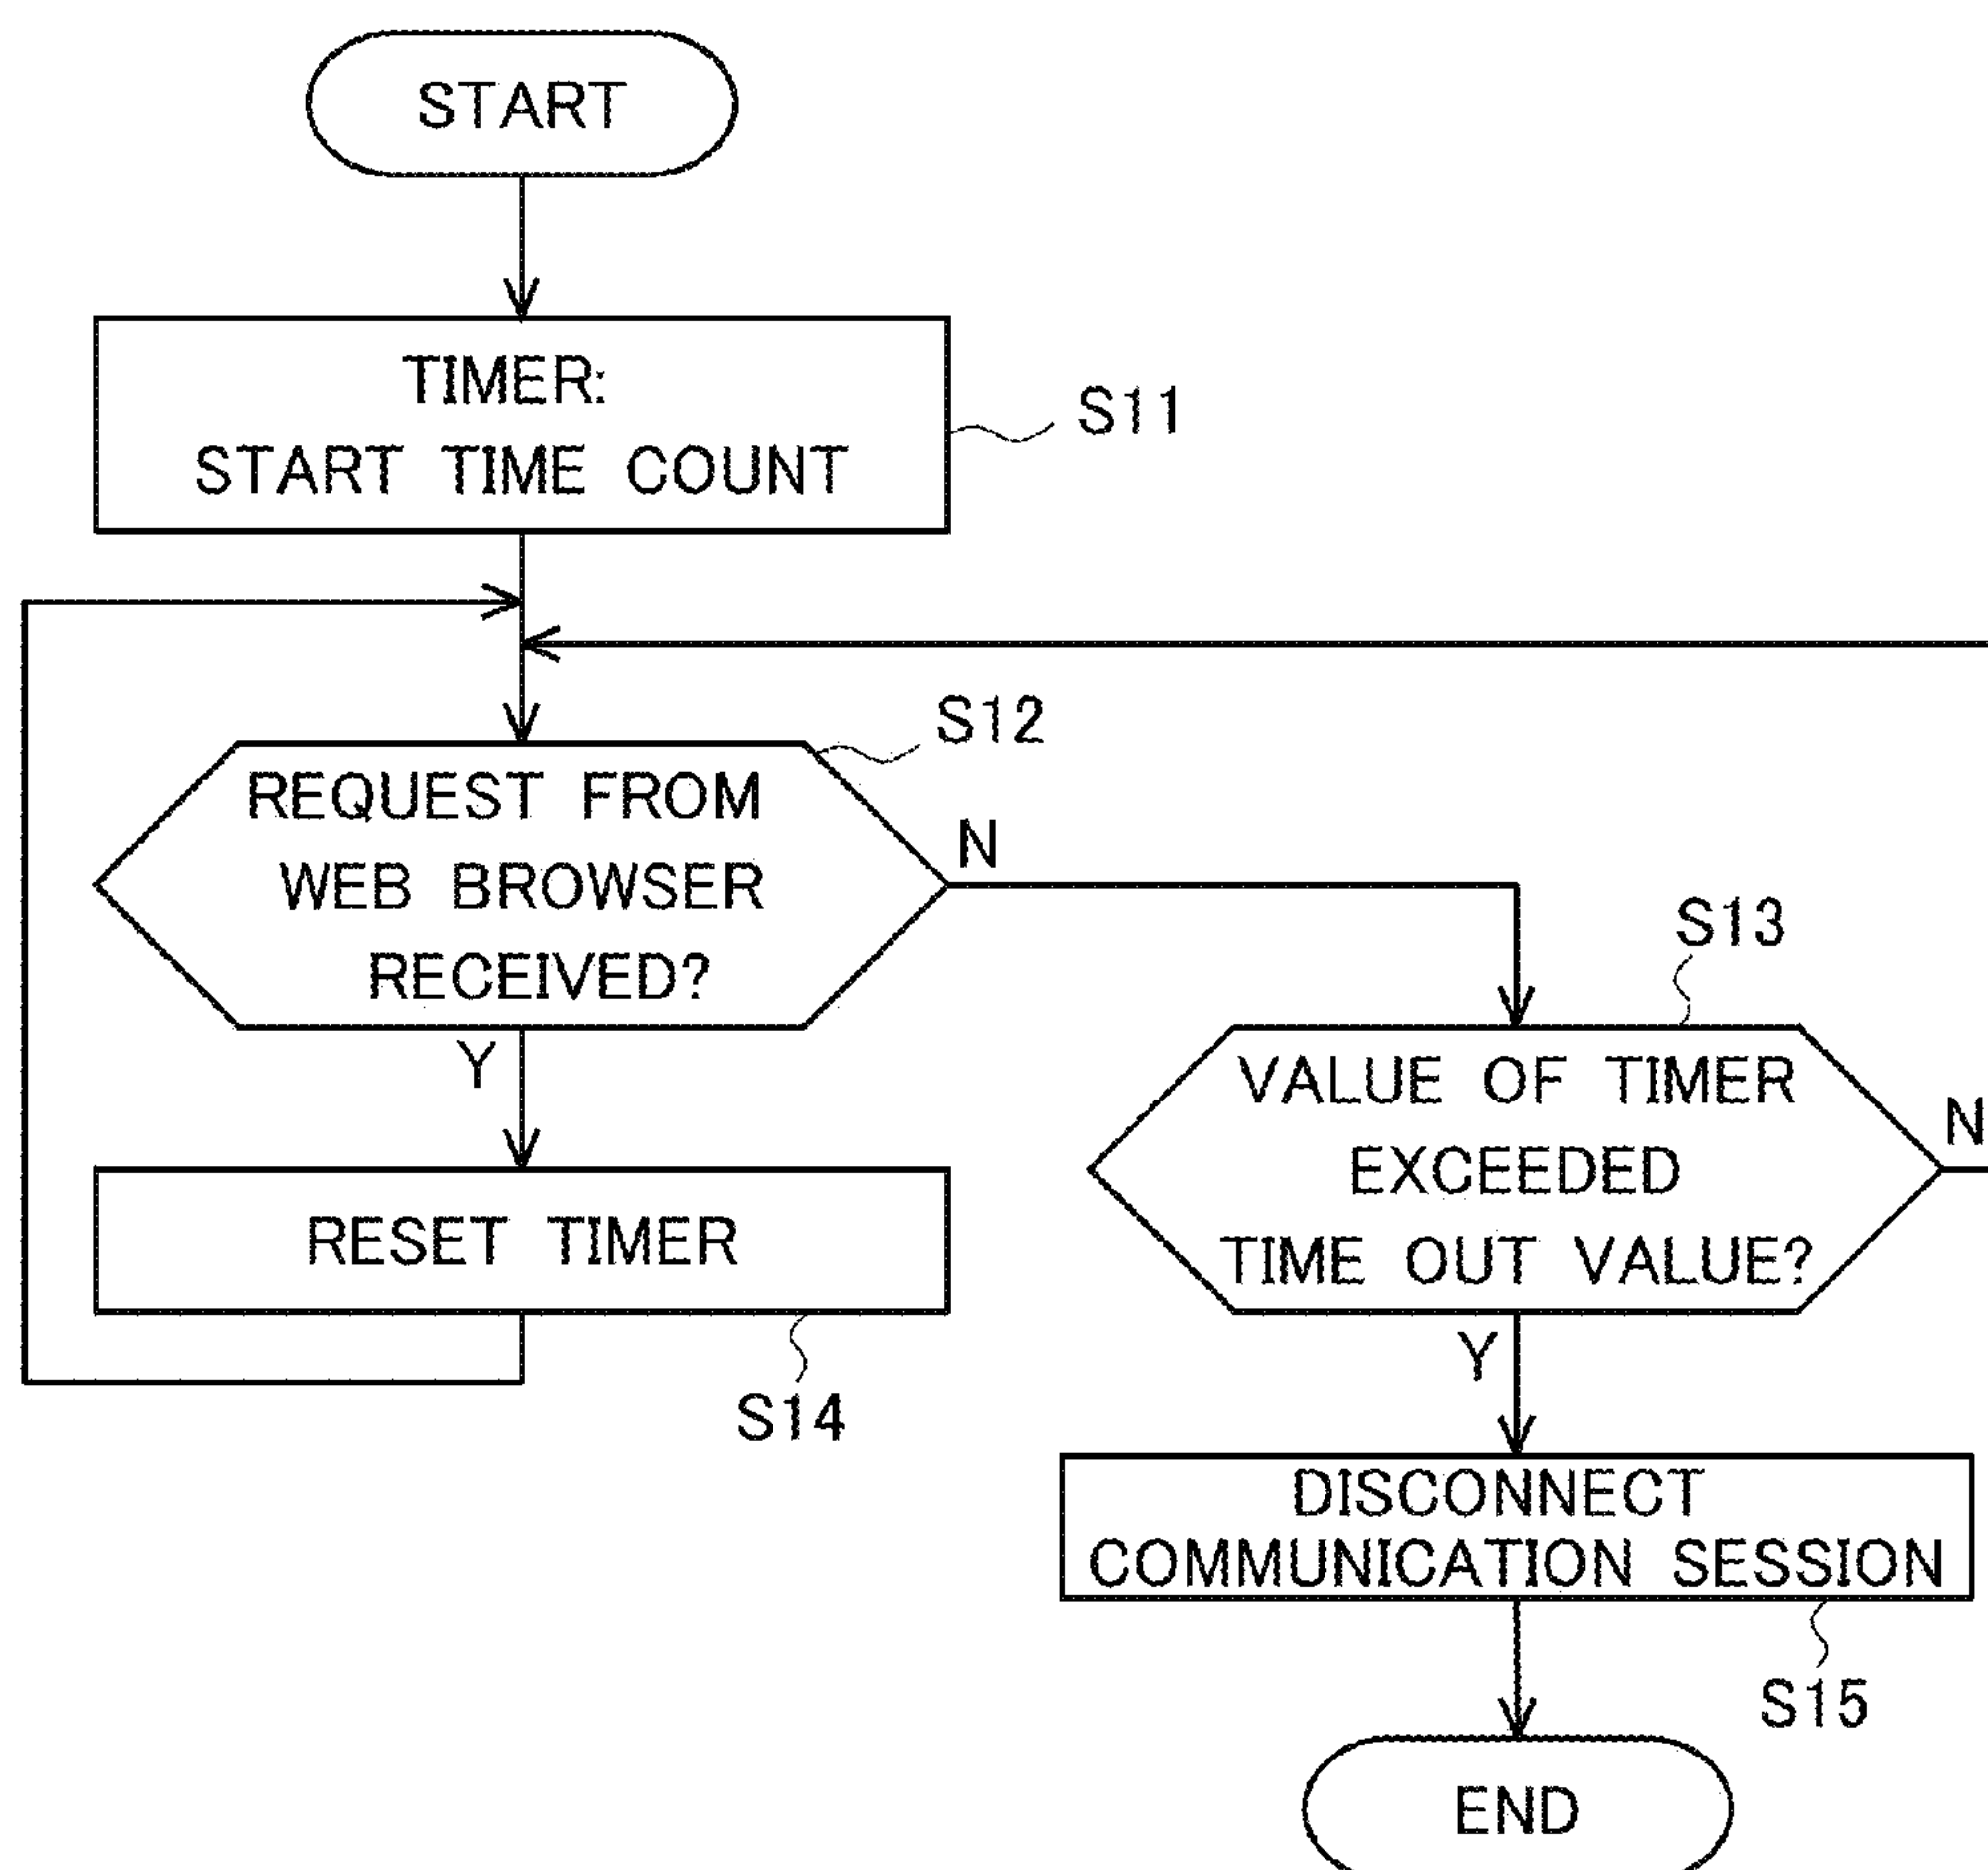 START
TIMER:
START TIME COUNT
S11
S12
REQUEST FROM
WEB BROWSER
RECEIVED?
N
Y
S13
VALUE OF TIMER
EXCEEDED
TIME OUT VALUE?
N
Y
RESET TIMER
S14
DISCONNECT
COMMUNICATION SESSION
S15
END